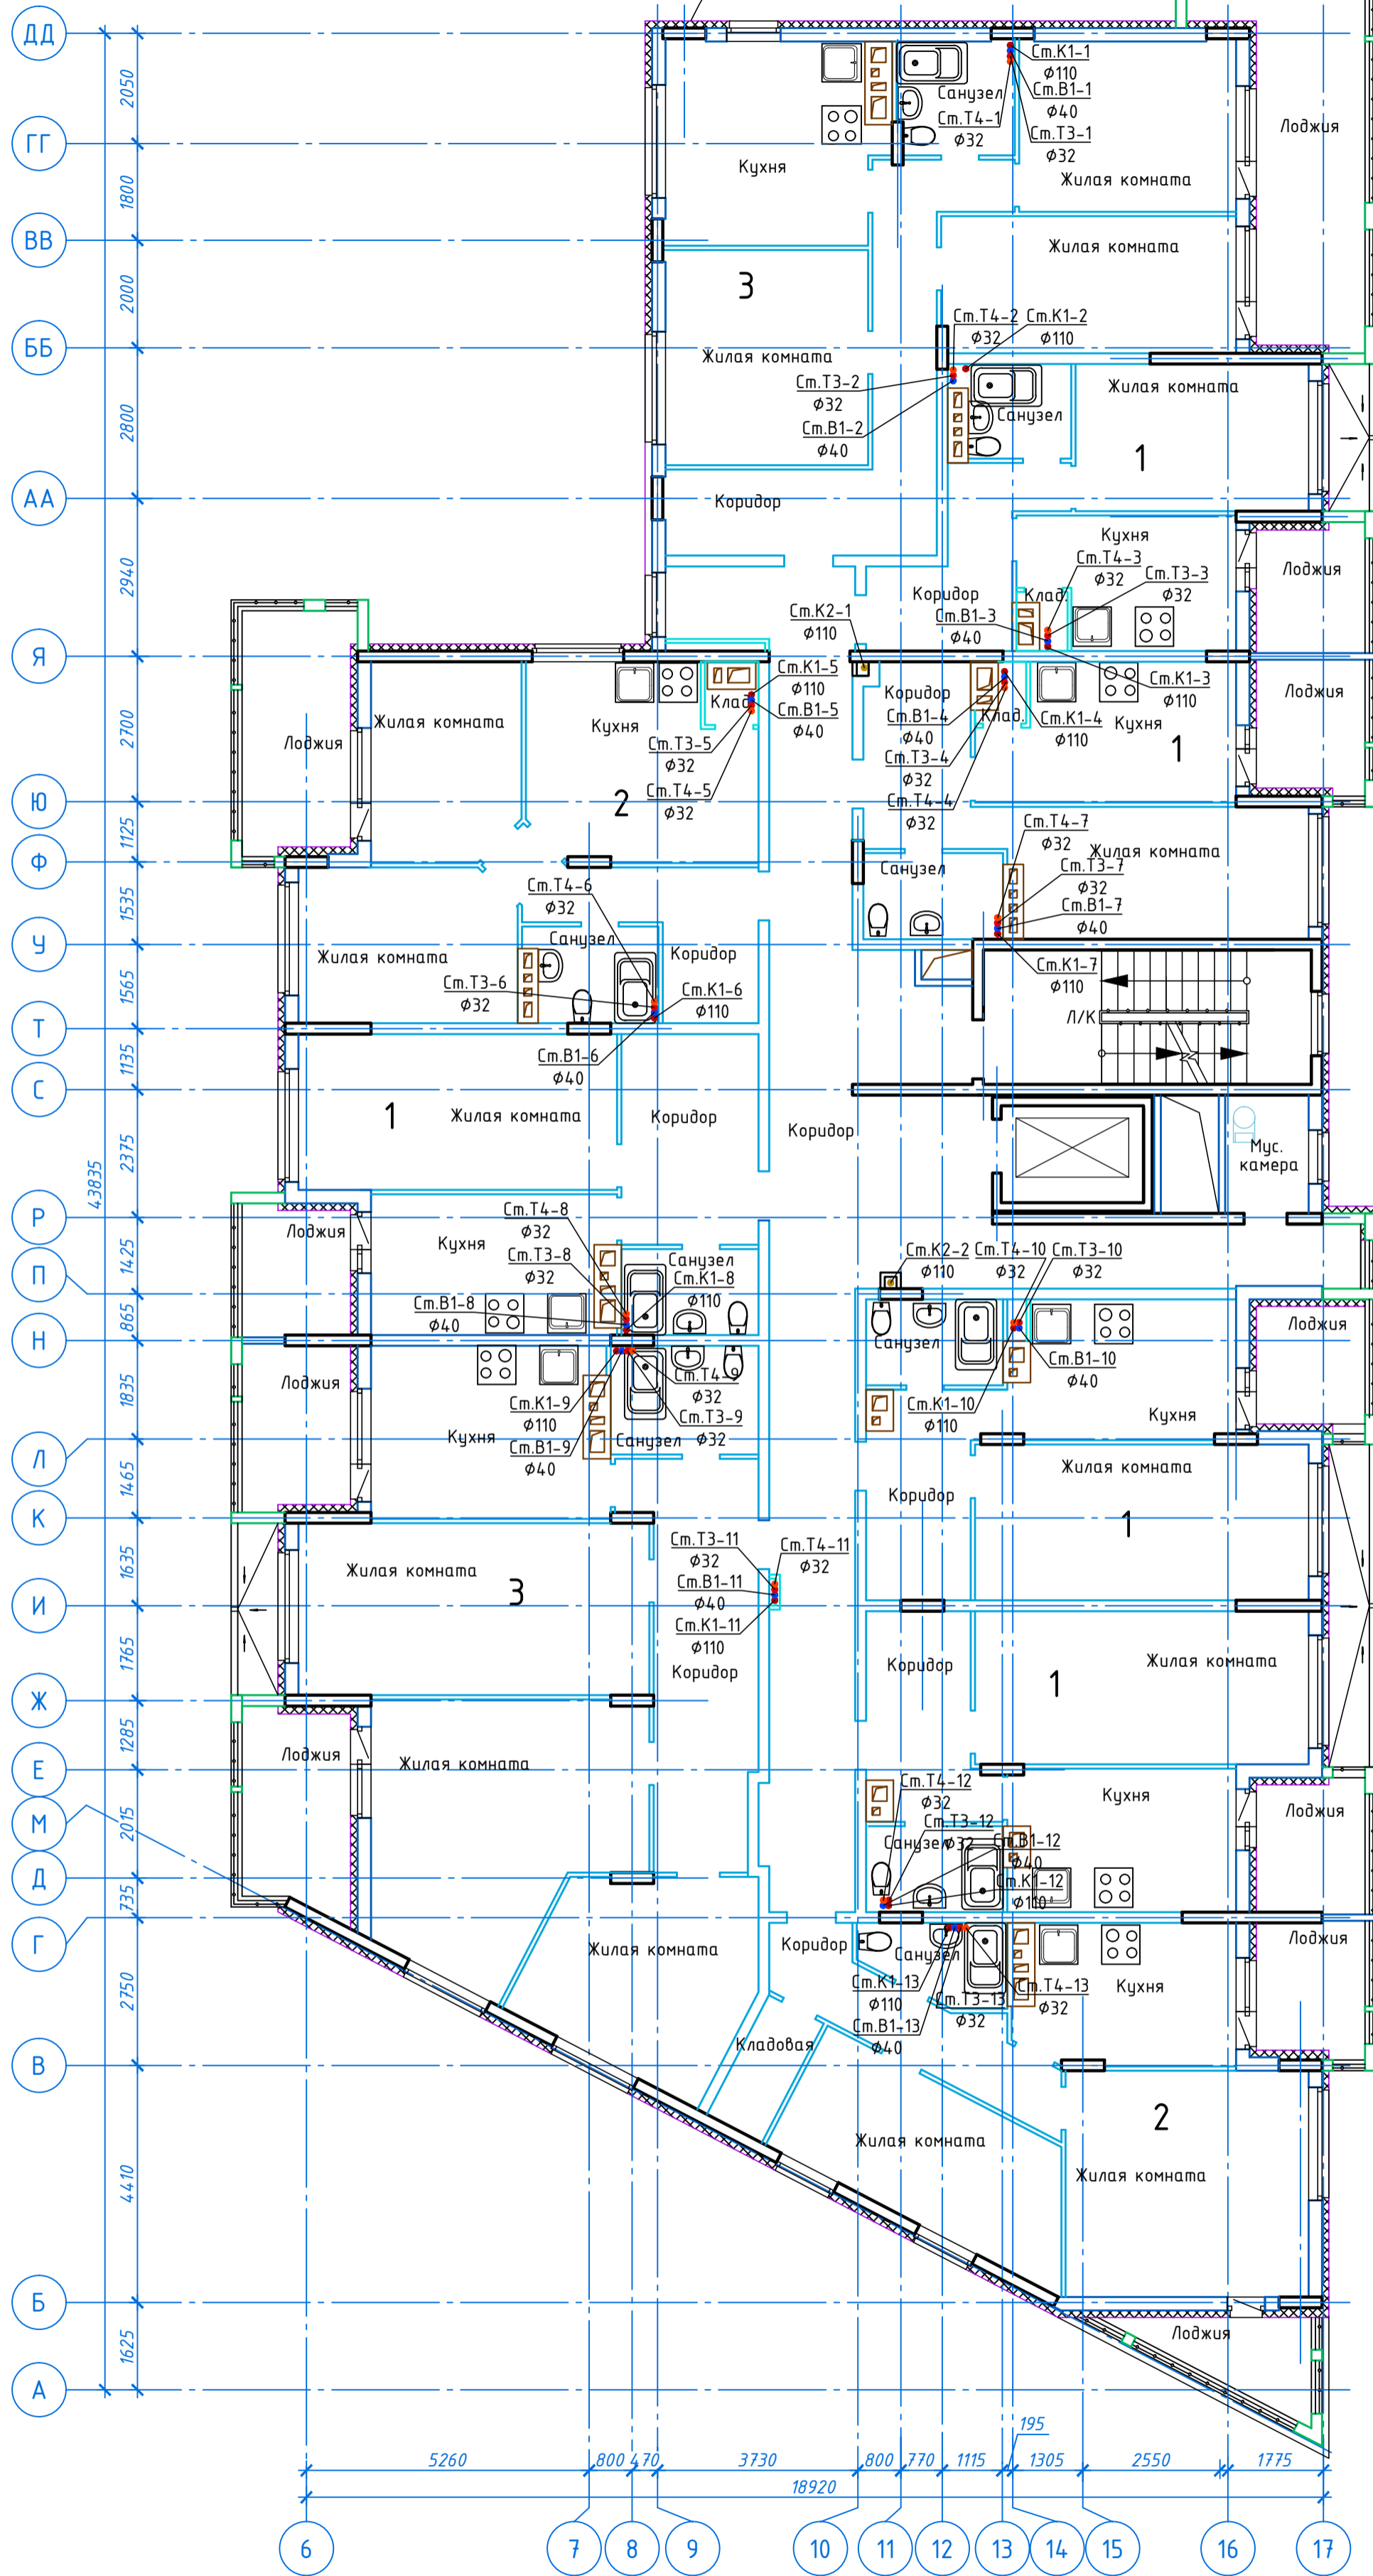 ДД
Ст.К1-1
ф110
2050
Санузел
Ст.В1-1
ф40
Ст.Т4-1
ф32
Ст.Т3-1
ф32
Лоджия
ГГ
Кухня
Жилая комната
1800
ВВ
Жилая комната
3
2000
Ст.Т4-2
ф32
Ст.К1-2
ф110
ББ
Жилая комната
Ст.Т3-2
ф32
Жилая комната
Санузел
Ст.В1-2
ф40
2800
1
АА
Коридор
Кухня
Ст.Т4-3
ф32
Ст.Т3-3
ф32
Лоджия
2940
Коридор
Клад.
Ст.К2-1
ф110
Ст.В1-3
ф40
Я
Ст.К1-5
ф110
Ст.К1-3
ф110
Коридор
Лоджия
Клад.
Ст.В1-5
ф40
Ст.В1-4
ф40
Клад.
Ст.К1-4
ф110
Кухня
Жилая комната
Кухня
Лоджия
2700
Ст.Т3-5
ф32
Ст.Т3-4
ф32
1
Ст.Т4-5
ф32
Ст.Т4-4
ф32
2
Ю
Ст.Т4-7
ф32
1125
Жилая комната
Ф
Санузел
Ст.Т3-7
ф32
Ст.Т4-6
ф32
Ст.В1-7
ф40
1535
У
Санузел
Жилая комната
Коридор
Ст.К1-7
ф110
Ст.Т3-6
ф32
Ст.К1-6
ф110
1565
Л/К
Т
Ст.В1-6
ф40
1135
С
1
Жилая комната
Коридор
Коридор
Мус.
камера
2375
43835
Р
Ст.Т4-8
ф32
Лоджия
Кухня
1425
Ст.Т3-8
ф32
Санузел
Ст.К1-8
ф110
Ст.К2-2
ф110
Ст.Т4-10
ф32
Ст.Т3-10
ф32
П
Ст.В1-8
ф40
865
Н
Санузел
Лоджия
Ст.В1-10
ф40
Лоджия
Ст.Т4-9
ф32
1835
Ст.К1-9
ф110
Ст.Т3-9
ф32
Ст.К1-10
ф110
Кухня
Кухня
Ст.В1-9
ф40
Санузел
Л
Жилая комната
1465
Коридор
К
1
Ст.Т3-11
ф32
Ст.Т4-11
ф32
Жилая комната
1635
3
Ст.В1-11
ф40
И
Ст.К1-11
ф110
Коридор
Коридор
Жилая комната
1765
1
Ж
1285
Лоджия
Жилая комната
Е
Ст.Т4-12
ф32
Кухня
М
Ст.Т3-12
ф32
Лоджия
2015
Санузел
Ст.В1-12
ф40
Д
Ст.К1-12
ф110
735
Г
Жилая комната
Коридор
Санузел
Лоджия
Ст.К1-13
ф110
Ст.Т3-13
ф32
Ст.Т4-13
ф32
Кухня
2750
Ст.В1-13
ф40
Кладовая
В
2
Жилая комната
Жилая комната
4410
Б
Лоджия
1625
А
195
5260
800
470
3730
800
770
1115
1305
2550
1775
18920
6
7
8
9
10
11
12
13
14
15
16
17